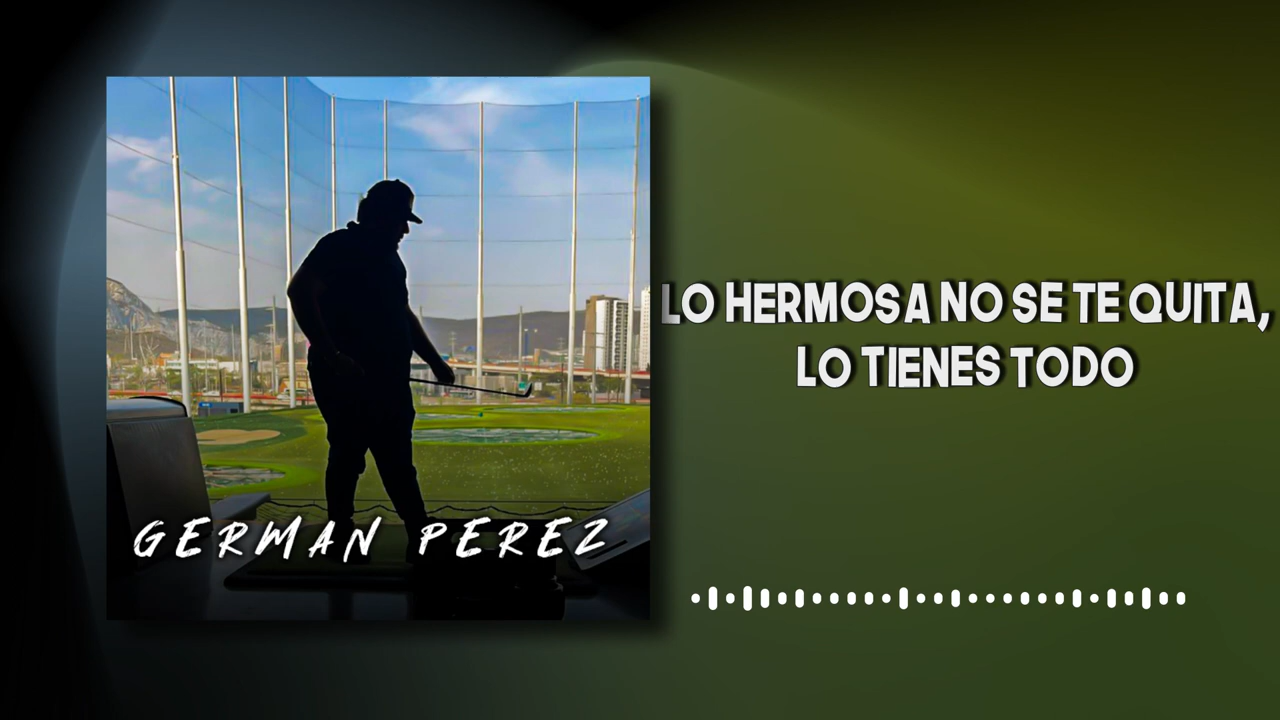 LO HERMOSA NO SE TE QUITA,
LO TIENES TODO
GERMAN PEREZ